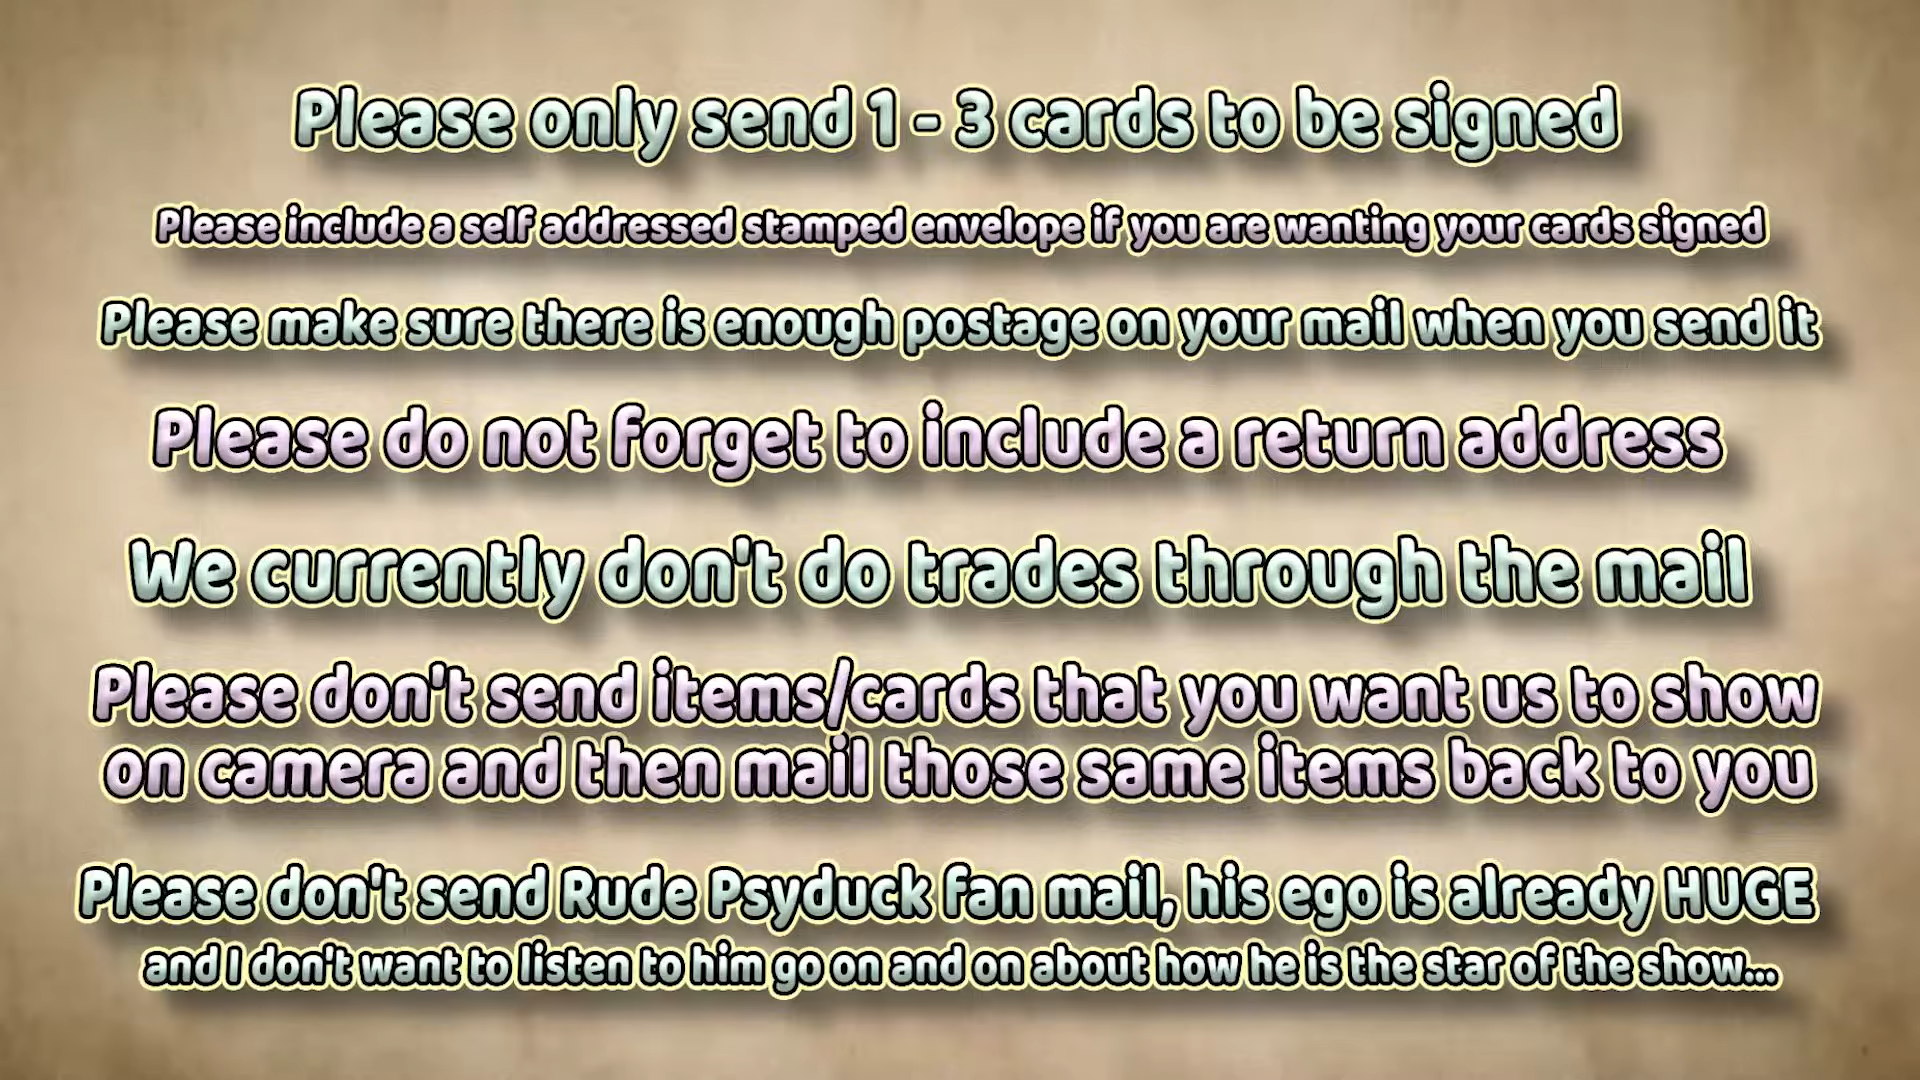 Please only send 1 - 3 cards to be signed
Please include a self addressed stamped envelope if you are wanting your cards signed
Please make sure there is enough postage on your mail when you send it
Please do not forget to include a return address
We currently don't do trades through the mail
Please don't send items/cards that you want us to show
on camera and then mail those same items back to you
Please don't send Rude Psyduck fan mail, his ego is already HUGE
and I don't want to listen to him go on and on about how he is the star of the show...